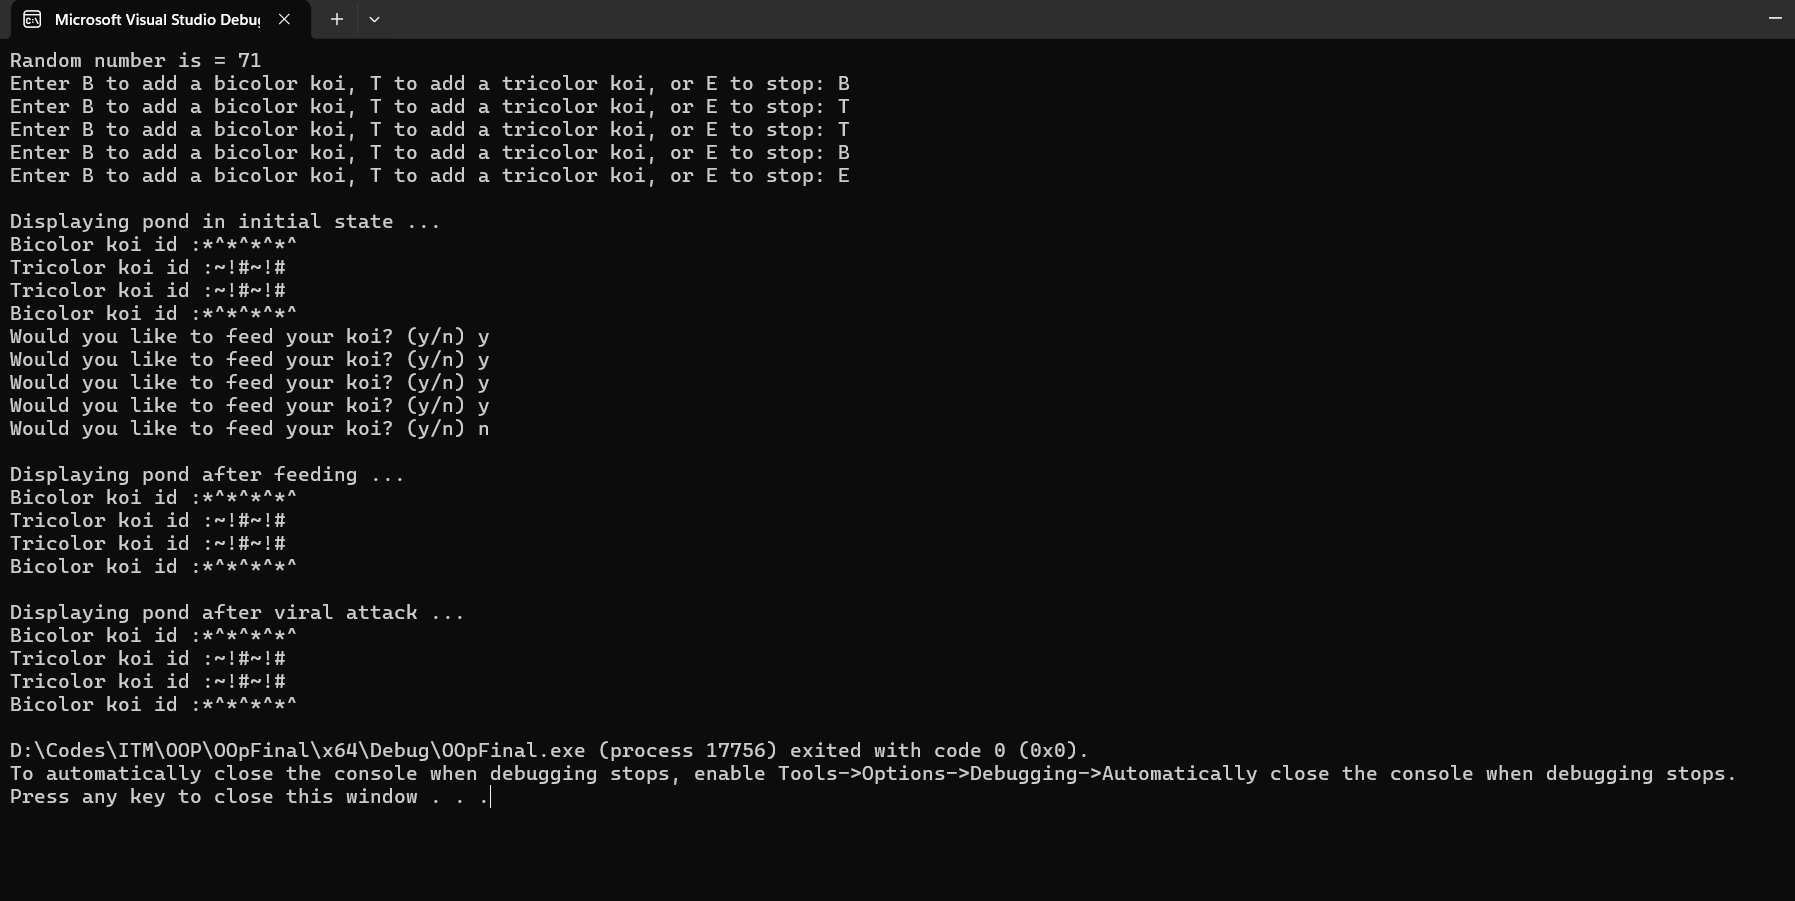 Microsoft Visual Studio Debug
Random number is = 71
Enter B to add a bicolor koi, T to add a tricolor koi, or E to stop: B
Enter B to add a bicolor koi, T to add a tricolor koi, or E to stop: T
Enter B to add a bicolor koi, T to add a tricolor koi, or E to stop: T
Enter B to add a bicolor koi, T to add a tricolor koi, or E to stop: B
Enter B to add a bicolor koi, T to add a tricolor koi, or E to stop: E
Displaying pond in initial state ...
Bicolor koi id :*^*^*^*^
Tricolor koi id :~!#~!#
Tricolor koi id :~!#~!#
Bicolor koi id :*^*^*^*^
Would you like to feed your koi? (y/n) y
Would you like to feed your koi? (y/n) y
Would you like to feed your koi? (y/n) y
Would you like to feed your koi? (y/n) y
Would you like to feed your koi? (y/n) n
Displaying pond after feeding ...
Bicolor koi id :*^*^*^*^
Tricolor koi id :~!#~!#
Tricolor koi id :~!#~!#
Bicolor koi id :*^*^*^*^
Displaying pond after viral attack ...
Bicolor koi id :*^*^*^*^
Tricolor koi id :~!#~!#
Tricolor koi id :~!#~!#
Bicolor koi id :*^*^*^*^
D:\Codes\ITM\OOP\OOpFinal\x64\Debug\OOpFinal.exe (process 17756) exited with code 0 (0x0).
To automatically close the console when debugging stops, enable Tools->Options->Debugging->Automatically close the console when debugging stops.
Press any key to close this window . . .